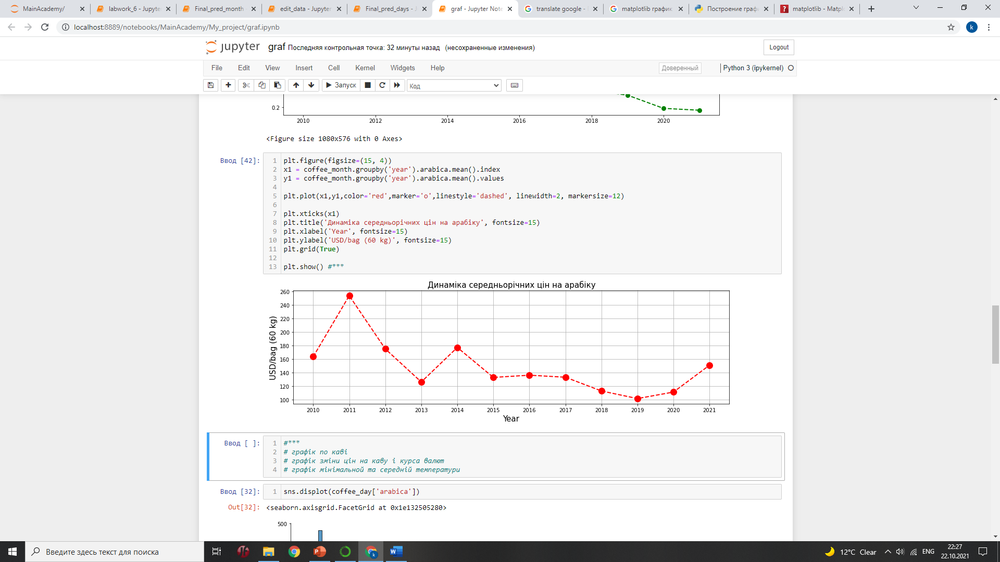 MainAcademy/
labwork_6 - Jupyte
Final_pred_month
edit_data - Jupyter
Final_pred_days - J
graf - Jupyter Note
translate google -
matplotlib график
Построение граф
matplotlib - Matpl
localhost:8889/notebooks/MainAcademy/My_project/graf.ipynb
k
jupyter graf Последняя контрольная точка: 32 минуты назад (несохраненные изменения)
Logout
File Edit View Insert Cell Kernel Widgets Help
Доверенный
Python 3 (ipykernel)
Запуск
Код
0.2
2010 2012 2014 2016 2018 2020
<Figure size 1080x576 with 0 Axes>
Ввод [42]:
1 plt.figure(figsize=(15, 4))
2 x1 = coffee_month.groupby('year').arabica.mean().index
3 y1 = coffee_month.groupby('year').arabica.mean().values
4
5 plt.plot(x1,y1,color='red',marker='o',linestyle='dashed', linewidth=2, markersize=12)
6
7 plt.xticks(x1)
8 plt.title('Динаміка середньорічних цін на арабіку', fontsize=15)
9 plt.xlabel('Year', fontsize=15)
10 plt.ylabel('USD/bag (60 kg)', fontsize=15)
11 plt.grid(True)
12
13 plt.show() #***
Динаміка середньорічних цін на арабіку
USD/bag (60 kg)
260
240
220
200
180
160
140
120
100
2010 2011 2012 2013 2014 2015 2016 2017 2018 2019 2020 2021
Year
Ввод [ ]:
1 #***
2 # графік по каві
3 # графік зміни цін на каву і курса валют
4 # графік мінімальной та середній температури
Ввод [32]:
1 sns.displot(coffee_day['arabica'])
Out[32]: <seaborn.axisgrid.FacetGrid at 0x1e132505280>
500
Введите здесь текст для поиска
12°C Clear
ENG
22:27
22.10.2021